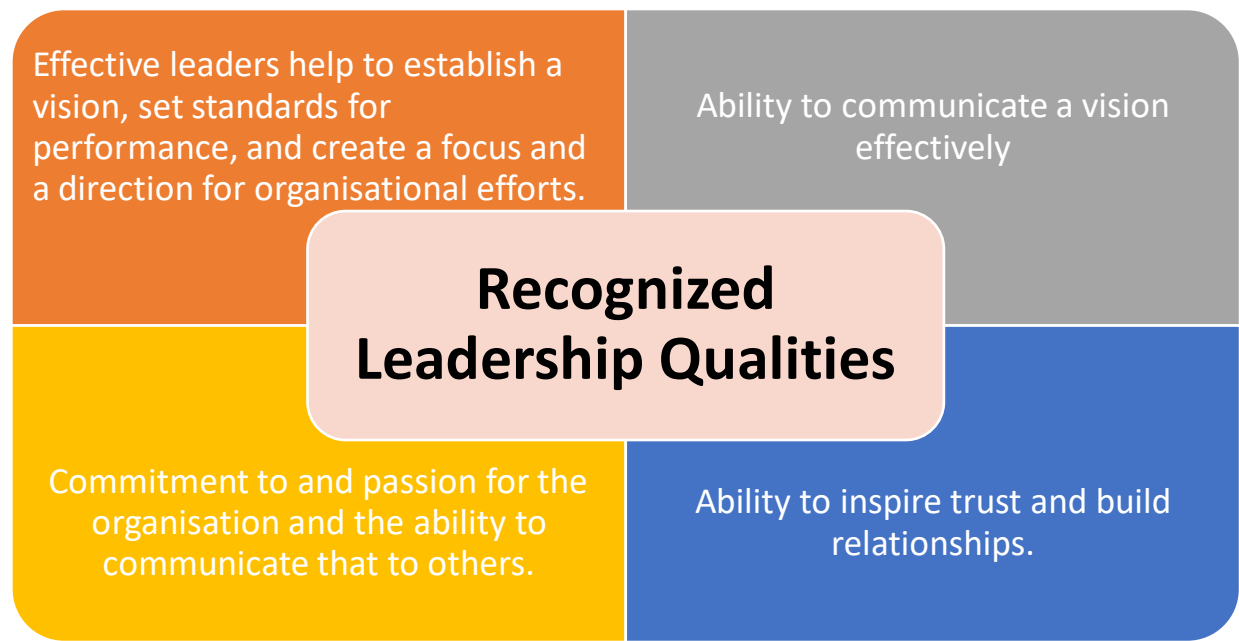 Effective leaders help to establish a
vision, set standards for
performance, and create a focus and
a direction for organisational efforts.
Ability to communicate a vision
effectively
Recognized
Leadership Qualities
Commitment to and passion for the
organisation and the ability to
communicate that to others.
Ability to inspire trust and build
relationships.